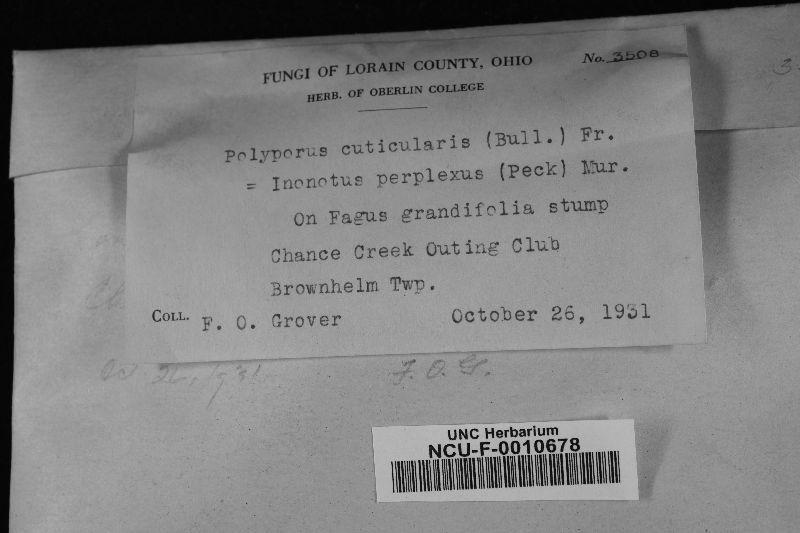 FUNGI OF LORAIN COUNTY, OHIO No. 3508
HERB. OF OBERLIN COLLEGE
Polyporus cuticularis (Bull.) Fr.
= Inonotus perplexus (Peck) Mur.
On Fagus grandifolia stump
Chance Creek Outing Club
Brownhelm Twp.
COLL. F. O. Grover October 26, 1931
26, 1931 F. O. G.
UNC Herbarium
NCU-F-0010678